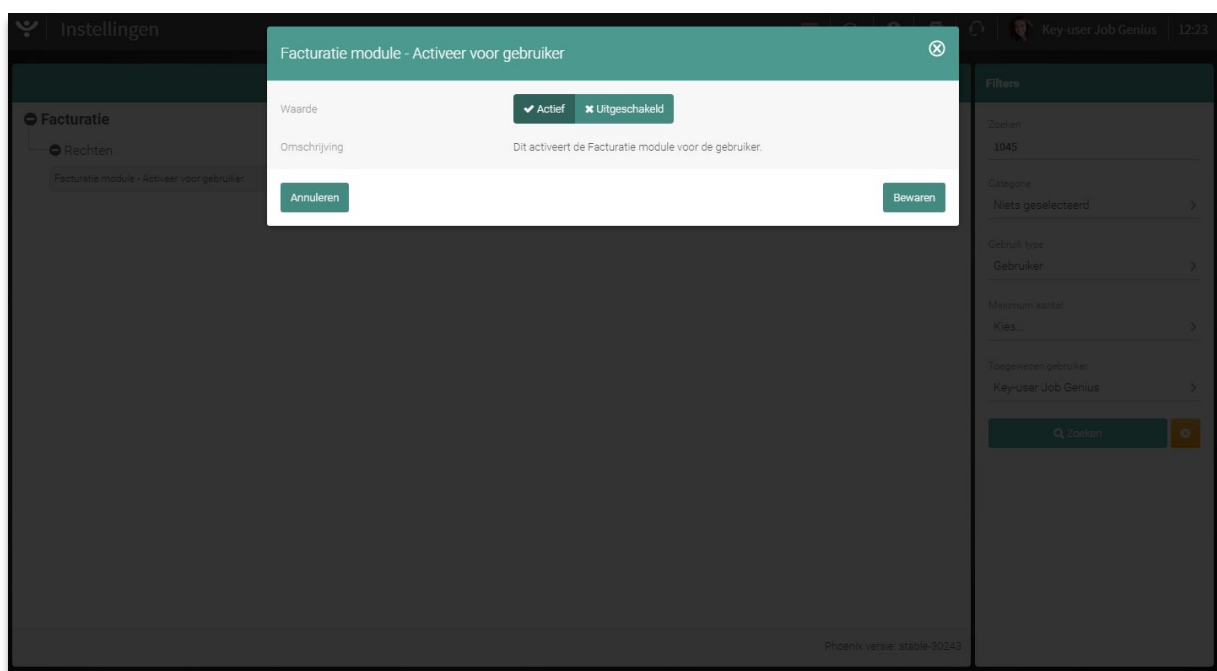 Instellingen
Key-user Job Genius 12:23
Facturatie module - Activeer voor gebruiker
Waarde
Actief
Uitgeschakeld
Omschrijving
Dit activeert de Facturatie module voor de gebruiker.
Annuleren
Bewaren
Facturatie
Rechten
Facturatie module - Activeer voor gebruiker.
Filters
Zoeken
1045
Categorie
Niets geselecteerd
Gebruik type
Gebruiker
Maximum aantal
Kies...
Toegewezen gebruiker
Key-user Job Genius
Zoeken
Phoenix versie: stable-30243